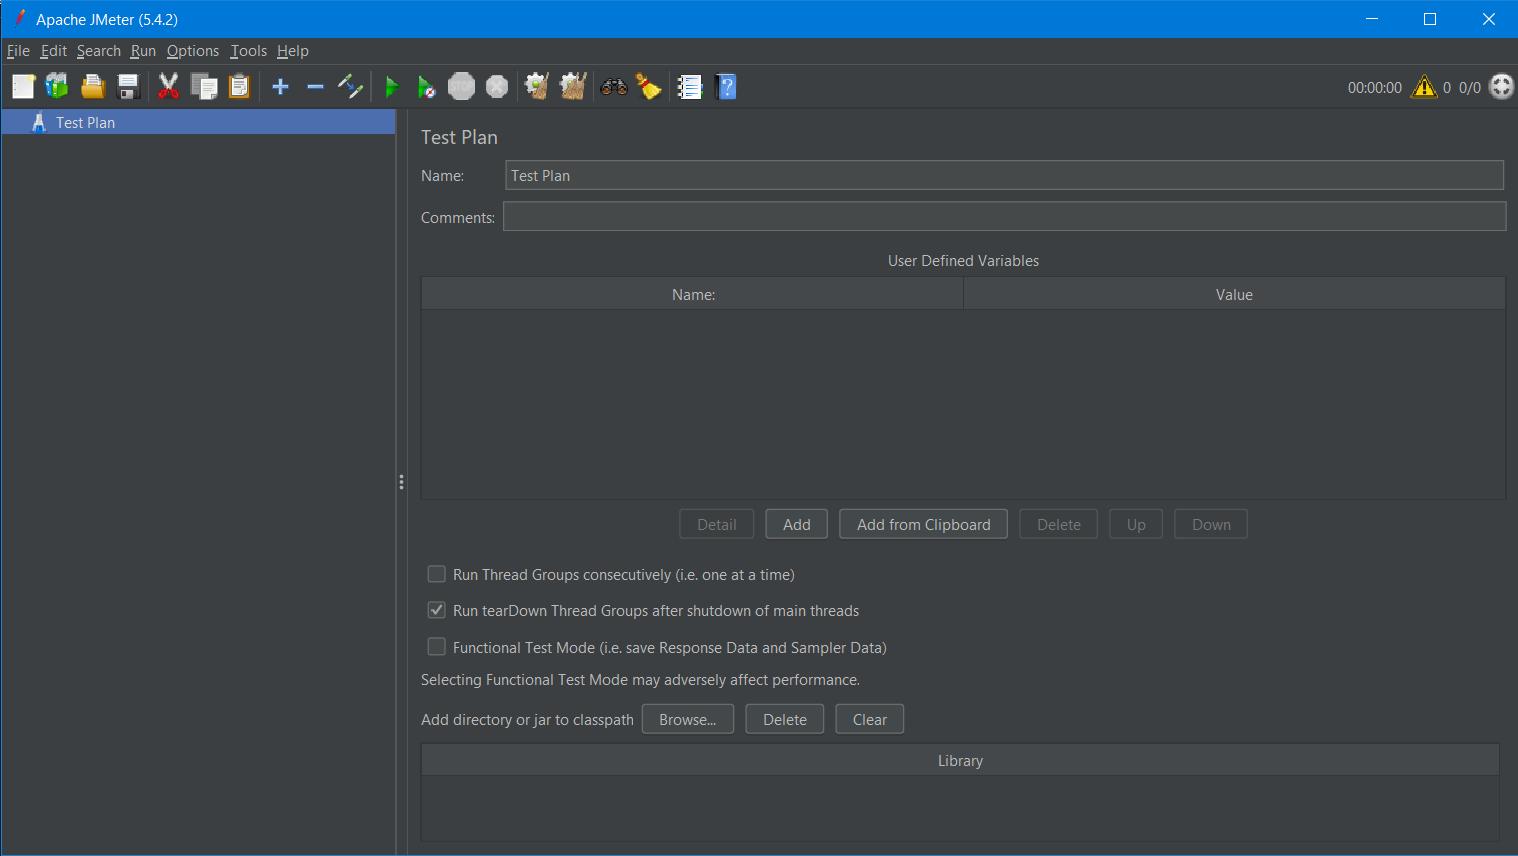 Apache JMeter (5.4.2)
File Edit Search Run Options Tools Help
STOP
00:00:00 0 0/0
Test Plan
Test Plan
Name: Test Plan
Comments:
User Defined Variables
Name: Value
Detail Add Add from Clipboard Delete Up Down
Run Thread Groups consecutively (i.e. one at a time)
Run tearDown Thread Groups after shutdown of main threads
Functional Test Mode (i.e. save Response Data and Sampler Data)
Selecting Functional Test Mode may adversely affect performance.
Add directory or jar to classpath Browse... Delete Clear
Library